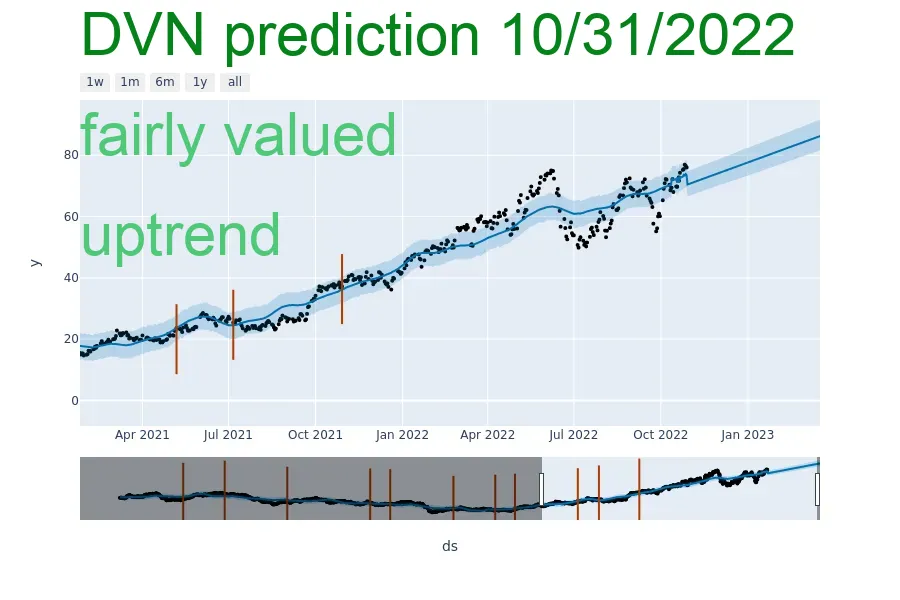 DVN prediction 10/31/2022
1w 1m 6m 1y all
fairly valued
80
60
uptrend
y
40
20
0
Apr 2021 Jul 2021 Oct 2021 Jan 2022 Apr 2022 Jul 2022 Oct 2022 Jan 2023
ds